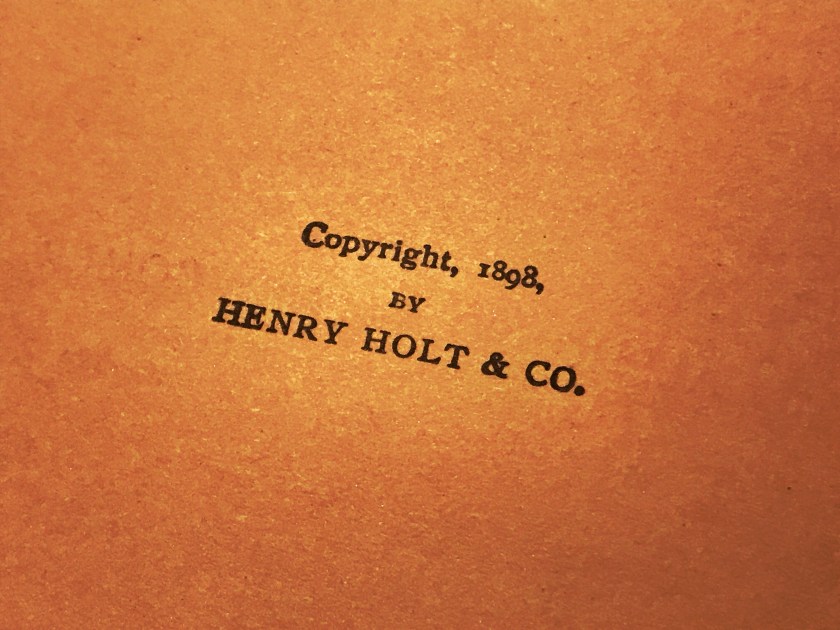 Copyright, 1898,
BY
HENRY HOLT & CO.